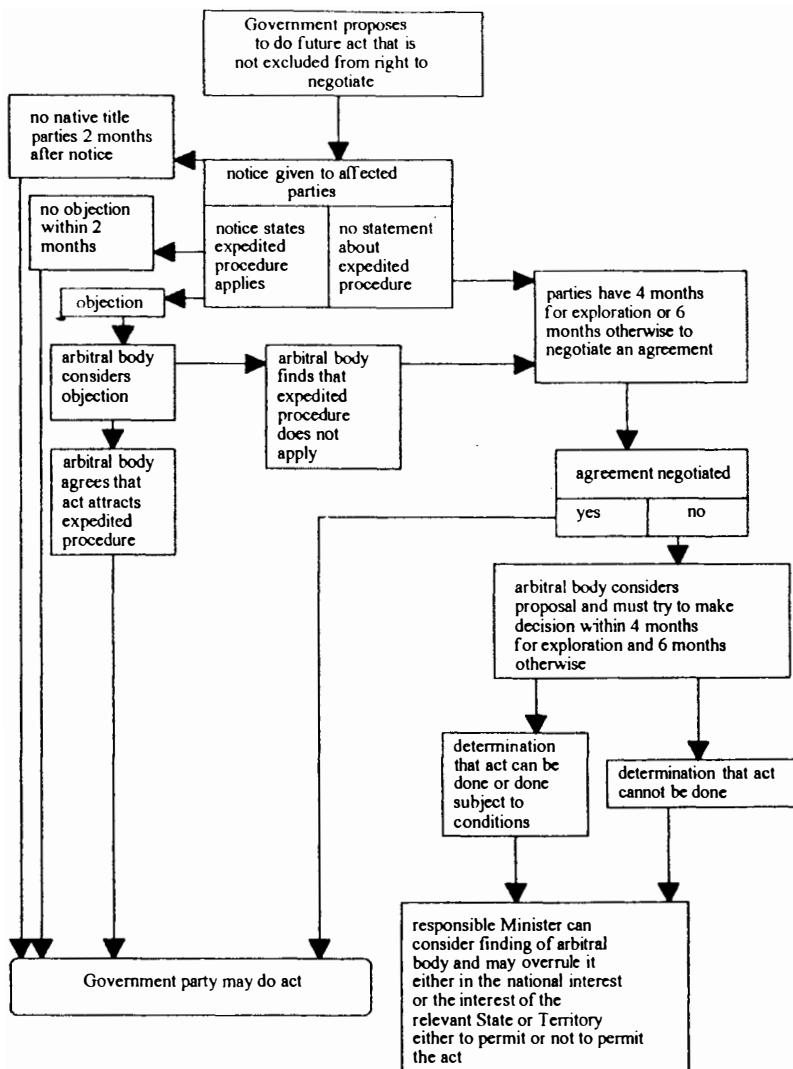 Government proposes
to do future act that is
not excluded from right to
negotiate
no native title
parties 2 months
after notice
notice given to affected
parties
no objection
within 2
months
notice states
expedited
procedure
applies
no statement
about
expedited
procedure
objection
parties have 4 months
for exploration or 6
months otherwise to
negotiate an agreement
arbitral body
considers
objection
arbitral body
finds that
expedited
procedure
does not
apply
arbitral body
agrees that
act attracts
expedited
procedure
agreement negotiated
yes
no
arbitral body considers
proposal and must try to make
decision within 4 months
for exploration and 6 months
otherwise
determination
that act can be
done or done
subject to
conditions
determination that act
cannot be done
responsible Minister can
consider finding of arbitral
body and may overrule it
either in the national interest
or the interest of the
relevant State or Territory
either to permit or not to permit
the act
Government party may do act